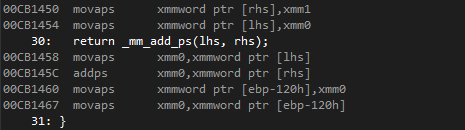 00CB1450 movaps xmmword ptr [rhs],xmm1
00CB1454 movaps xmmword ptr [lhs],xmm0
30: return _mm_add_ps(lhs, rhs);
00CB1458 movaps xmm0,xmmword ptr [lhs]
00CB145C addps xmm0,xmmword ptr [rhs]
00CB1460 movaps xmmword ptr [ebp-120h],xmm0
00CB1467 movaps xmm0,xmmword ptr [ebp-120h]
31: }